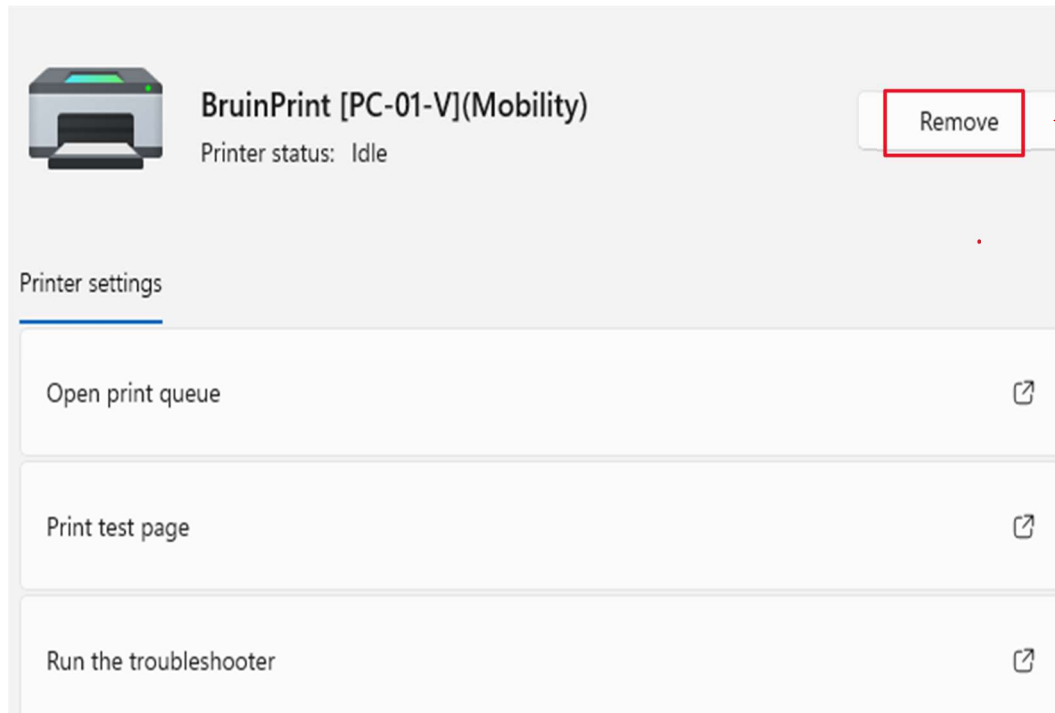 BruinPrint [PC-01-V](Mobility)
Remove
Printer status: Idle
Printer settings
Open print queue
Print test page
Run the troubleshooter